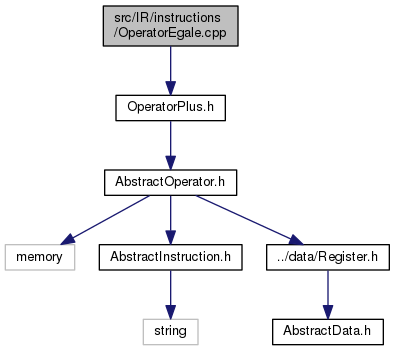 src/IR/instructions
/OperatorEgale.cpp
OperatorPlus.h
AbstractOperator.h
memory
AbstractInstruction.h
../data/Register.h
string
AbstractData.h